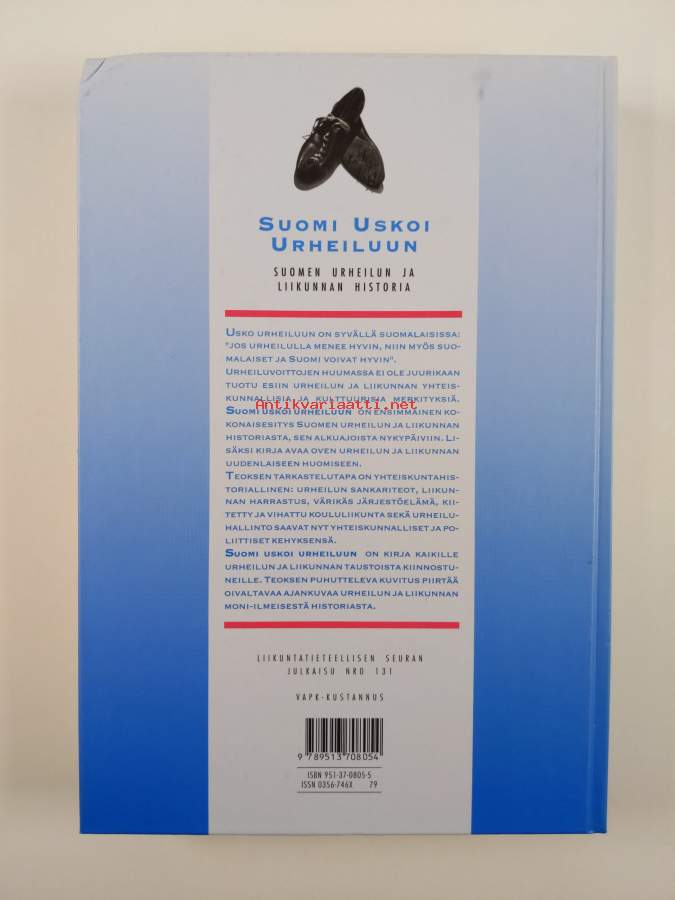 SUOMI USKOI
URHEILUUN
SUOMEN URHEILUN JA
LIIKUNNAN HISTORIA
USKO URHEILUUN ON SYVÄLLÄ SUOMALAISISSA:
"JOS URHEILULLA MENEE HYVIN, NIIN MYÖS SUO-
MALAISET JA SUOMI VOIVAT HYVIN".
URHEILUVOITTOJEN HUUMASSA EI OLE JUURIKAAN
TUOTU ESIIN URHEILUN JA LIIKUNNAN YHTEIS-
KUNNALLISIA JA KULTTUURISIA MERKITYKSIÄ.
Antikvariaatti.net
SUOMI USKOI URHEILUUN ON ENSIMMÄINEN KO-
KONAISESITYS SUOMEN URHEILUN JA LIIKUNNAN
HISTORIASTA, SEN ALKUAJOISTA NYKYPÄIVIIN. LI-
SÄKSI KIRJA AVAA OVEN URHEILUN JA LIIKUNNAN
UUDENLAISEEN HUOMISEEN.
TEOKSEN TARKASTELUTAPA ON YHTEISKUNTAHIS-
TORIALLINEN: URHEILUN SANKARITEOT, LIIKUN-
NAN HARRASTUS, VÄRIKÄS JÄRJESTÖELÄMÄ, KII-
TETTY JA VIHATTU KOULULIIKUNTA SEKÄ URHEILU-
HALLINTO SAAVAT NYT YHTEISKUNNALLISET JA PO-
LIITTISET KEHYKSENSÄ.
SUOMI USKOI URHEILUUN ON KIRJA KAIKILLE
URHEILUN JA LIIKUNNAN TAUSTOISTA KIINNOSTU-
NEILLE. TEOKSEN PUHUTTELEVA KUVITUS PIIRTÄÄ
OIVALTAVAA AJANKUVAA URHEILUN JA LIIKUNNAN
MONI-ILMEISESTÄ HISTORIASTA.
LIIKUNTATIETEELLISEN SEURAN
JULKAISU NRO 131
VAPK-KUSTANNUS
9 789513 708054
ISBN 951-37-0805-5
ISSN 0356-746X 79